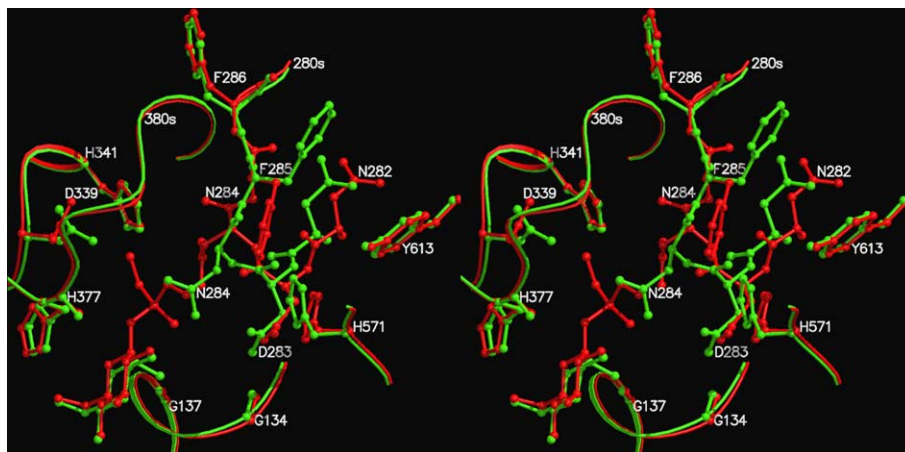 280s
F286
380s
H341
F285
N282
D339
N284
Y613
H377
N284
H571
D283
G137
G134
280s
F286
380s
H341
F285
N282
D339
N284
Y613
H377
N284
H571
D283
G137
G134